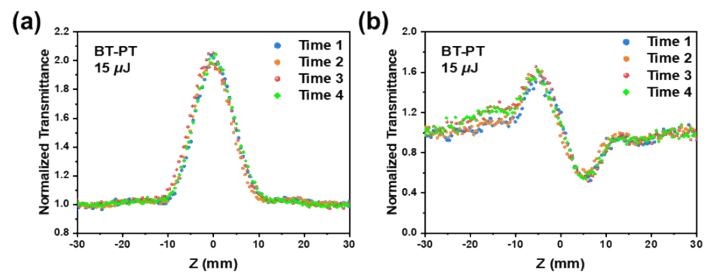 (a)
Normalized Transmittance
2.2
2.0
1.8
1.6
1.4
1.2
1.0
0.8
BT-PT
15 µJ
Time 1
Time 2
Time 3
Time 4
-30 -20 -10 0 10 20 30
Z (mm)
(b)
Normalized Transmittance
2.0
1.6
1.2
0.8
0.4
0.0
BT-PT
15 µJ
Time 1
Time 2
Time 3
Time 4
-30 -20 -10 0 10 20 30
Z (mm)